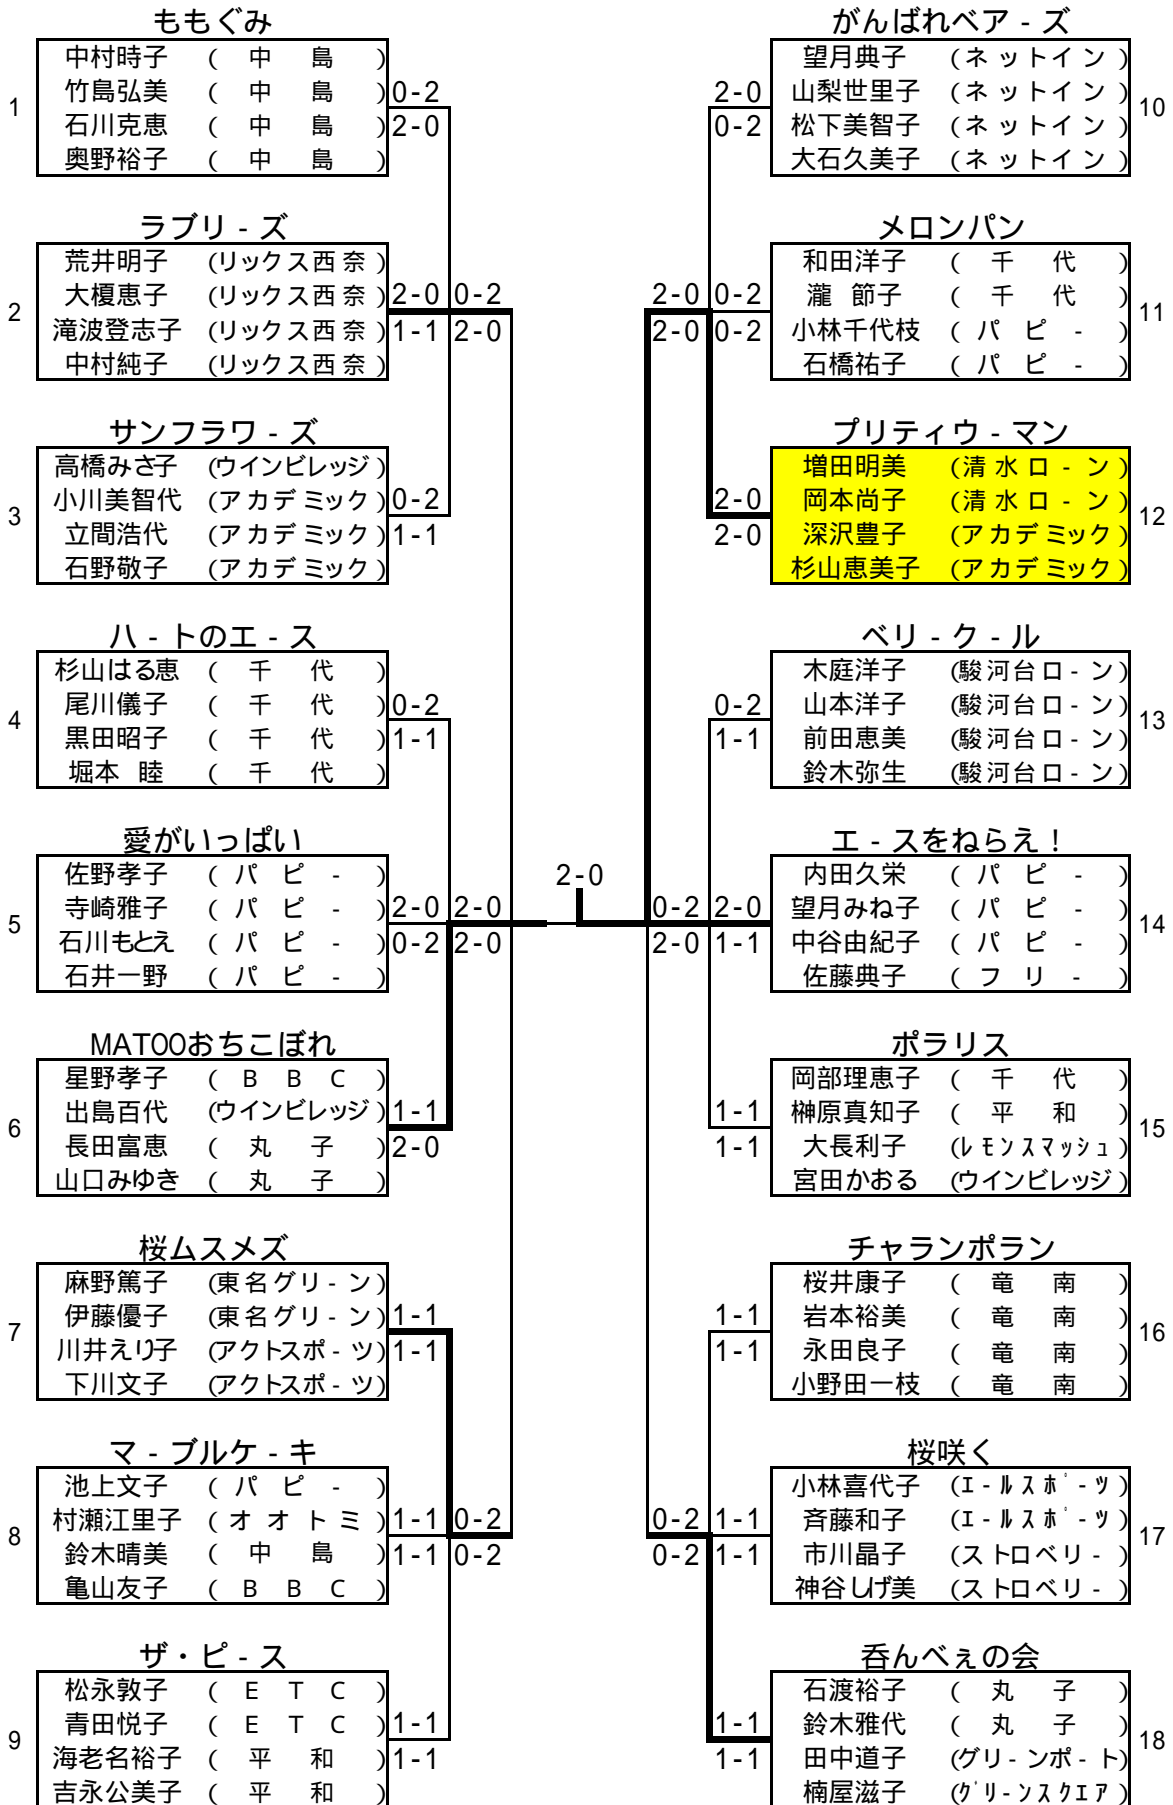 ももぐみ
1
中村時子 ( 中 島 )
竹島弘美 ( 中 島 ) 0-2
石川克恵 ( 中 島 ) 2-0
奥野裕子 ( 中 島 )
ラブリ - ズ
2
荒井明子 (リックス西奈)
大榎恵子 (リックス西奈) 2-0 0-2
滝波登志子 (リックス西奈) 1-1 2-0
中村純子 (リックス西奈)
サンフラワ - ズ
3
高橋みさ子 (ウインビレッジ)
小川美智代 (アカデミック) 0-2
立間浩代 (アカデミック) 1-1
石野敬子 (アカデミック)
ハ - トのエ - ス
4
杉山はる恵 ( 千 代 )
尾川儀子 ( 千 代 ) 0-2
黒田昭子 ( 千 代 ) 1-1
堀本 睦 ( 千 代 )
愛がいっぱい
5
佐野孝子 ( パ ピ - )
寺崎雅子 ( パ ピ - ) 2-0 2-0
石川もとえ ( パ ピ - ) 0-2 2-0
石井一野 ( パ ピ - )
MATOOおちこぼれ
6
星野孝子 ( B B C )
出島百代 (ウインビレッジ) 1-1
長田富恵 ( 丸 子 ) 2-0
山口みゆき ( 丸 子 )
桜ムスメズ
7
麻野篤子 (東名グリ - ン)
伊藤優子 (東名グリ - ン) 1-1
川井えり子 (アクトスポ - ツ) 1-1
下川文子 (アクトスポ - ツ)
マ - ブルケ - キ
8
池上文子 ( パ ピ - )
村瀬江里子 ( オ オ ト ミ ) 1-1 0-2
鈴木晴美 ( 中 島 ) 1-1 0-2
亀山友子 ( B B C )
ザ・ピ - ス
9
松永敦子 ( E T C )
青田悦子 ( E T C ) 1-1
海老名裕子 ( 平 和 ) 1-1
吉永公美子 ( 平 和 )
2-0
がんばれベア - ズ
10
望月典子 (ネットイン)
2-0 山梨世里子 (ネットイン)
0-2 松下美智子 (ネットイン)
大石久美子 (ネットイン)
メロンパン
11
和田洋子 ( 千 代 )
2-0 0-2 瀧 節子 ( 千 代 )
2-0 0-2 小林千代枝 ( パ ピ - )
石橋祐子 ( パ ピ - )
プリティウ - マン
12
増田明美 (清水ロ - ン)
2-0 岡本尚子 (清水ロ - ン)
2-0 深沢豊子 (アカデミック)
杉山恵美子 (アカデミック)
ベリ - ク - ル
13
木庭洋子 (駿河台ロ - ン)
0-2 山本洋子 (駿河台ロ - ン)
1-1 前田恵美 (駿河台ロ - ン)
鈴木弥生 (駿河台ロ - ン)
エ - スをねらえ！
14
内田久栄 ( パ ピ - )
0-2 2-0 望月みね子 ( パ ピ - )
2-0 1-1 中谷由紀子 ( パ ピ - )
佐藤典子 ( フ リ - )
ポラリス
15
岡部理恵子 ( 千 代 )
1-1 榊原真知子 ( 平 和 )
1-1 大長利子 (ﾚﾓﾝｽﾏｯｼｭ)
宮田かおる (ウインビレッジ)
チャランポラン
16
桜井康子 ( 竜 南 )
1-1 岩本裕美 ( 竜 南 )
1-1 永田良子 ( 竜 南 )
小野田一枝 ( 竜 南 )
桜咲く
17
小林喜代子 (ｴ-ﾙｽﾎﾟ-ﾂ)
0-2 1-1 斉藤和子 (ｴ-ﾙｽﾎﾟ-ﾂ)
0-2 1-1 市川晶子 (ストロベリ - )
神谷しげ美 (ストロベリ - )
呑んべぇの会
18
石渡裕子 ( 丸 子 )
1-1 鈴木雅代 ( 丸 子 )
1-1 田中道子 (グリ - ンポ - ト)
楠屋滋子 (ｸﾞﾘ-ﾝｽｸｴｱ)